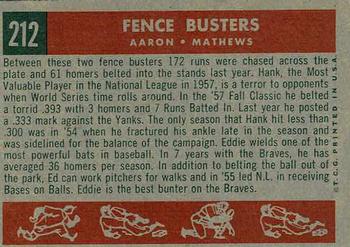 212
FENCE BUSTERS
AARON • MATHEWS
Between these two fence busters 172 runs were chased across the
plate and 61 homers belted into the stands last year. Hank, the Most
Valuable Player in the National League in 1957, is a terror to opponents
when World Series time rolls around. In the '57 Fall Classic he belted
a torrid .393 with 3 homers and 7 Runs Batted In. Last year he posted
a .333 mark against the Yanks. The only season that Hank hit less than
.300 was in '54 when he fractured his ankle late in the season and
was sidelined for the balance of the campaign. Eddie wields one of the
most powerful bats in baseball. In 7 years with the Braves, he has
averaged 36 homers per season. In addition to belting the ball out of the
park, Ed can work pitchers for walks and in '55 led N.L. in receiving
Bases on Balls. Eddie is the best bunter on the Braves.
© T.C.G. PRINTED IN U.S.A.